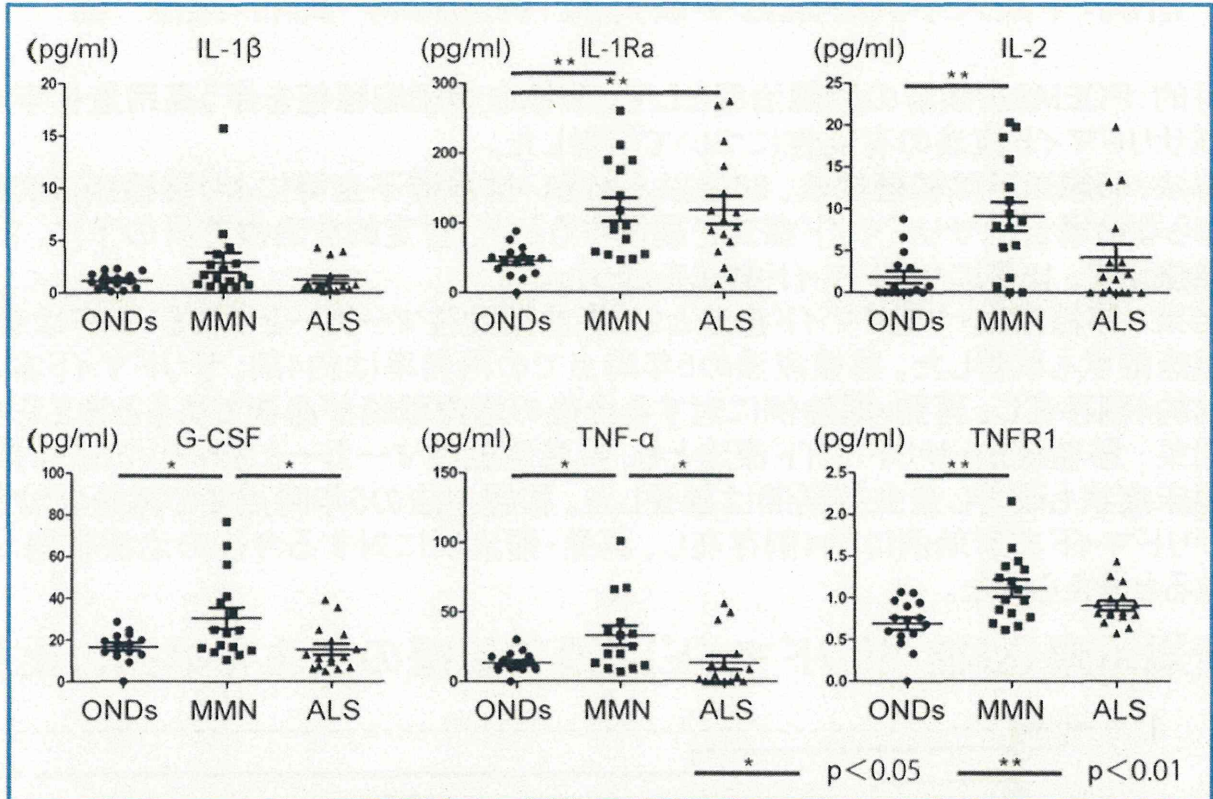 (pg/ml) IL-1β
20
15
10
5
0
ONDs MMN ALS
(pg/ml) IL-1Ra
**
**
300
200
100
0
ONDs MMN ALS
(pg/ml) IL-2
**
25
20
15
10
5
0
ONDs MMN ALS
(pg/ml) G-CSF
* *
100
80
60
40
20
0
ONDs MMN ALS
(pg/ml) TNF-α
* *
150
100
50
0
ONDs MMN ALS
(pg/ml) TNFR1
**
2.5
2.0
1.5
1.0
0.5
0.0
ONDs MMN ALS
* p<0.05 ** p<0.01